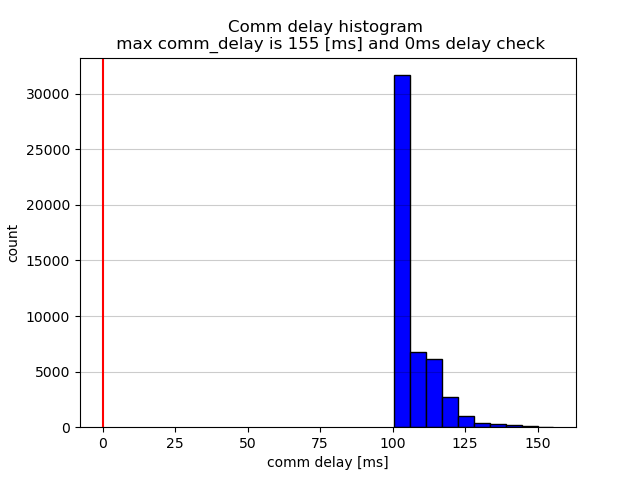 Comm delay histogram
max comm_delay is 155 [ms] and 0ms delay check
30000
25000
20000
15000
10000
5000
0
count
0 25 50 75 100 125 150
comm delay [ms]